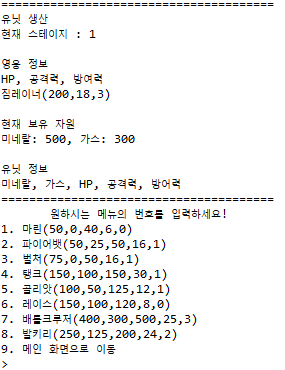 ========================================
유닛 생산
현재 스테이지 : 1
영웅 정보
HP, 공격력, 방여력
짐레이너(200,18,3)
현재 보유 자원
미네랄: 500, 가스: 300
유닛 정보
미네랄, 가스, HP, 공격력, 방어력
========================================
원하시는 메뉴의 번호를 입력하세요!
1. 마린(50,0,40,6,0)
2. 파이어뱃(50,25,50,16,1)
3. 벌처(75,0,50,16,1)
4. 탱크(150,100,150,30,1)
5. 골리앗(100,50,125,12,1)
6. 레이스(150,100,120,8,0)
7. 배틀크루저(400,300,500,25,3)
8. 발키리(250,125,200,24,2)
9. 메인 화면으로 이동
>